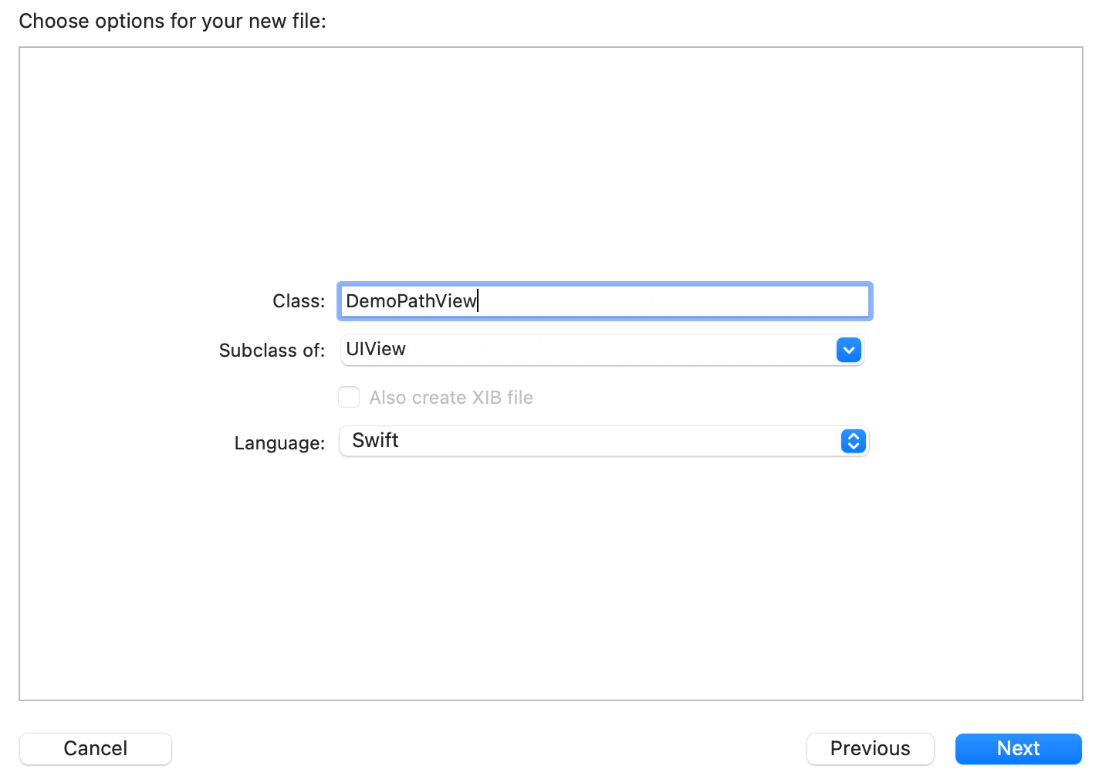 Choose options for your new file:
Class: DemoPathView
Subclass of: UIView
Also create XIB file
Language: Swift
Cancel Previous Next